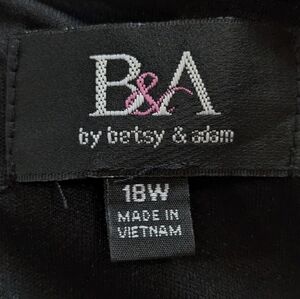 B&A
by betsy & adam
18W
MADE IN
VIETNAM